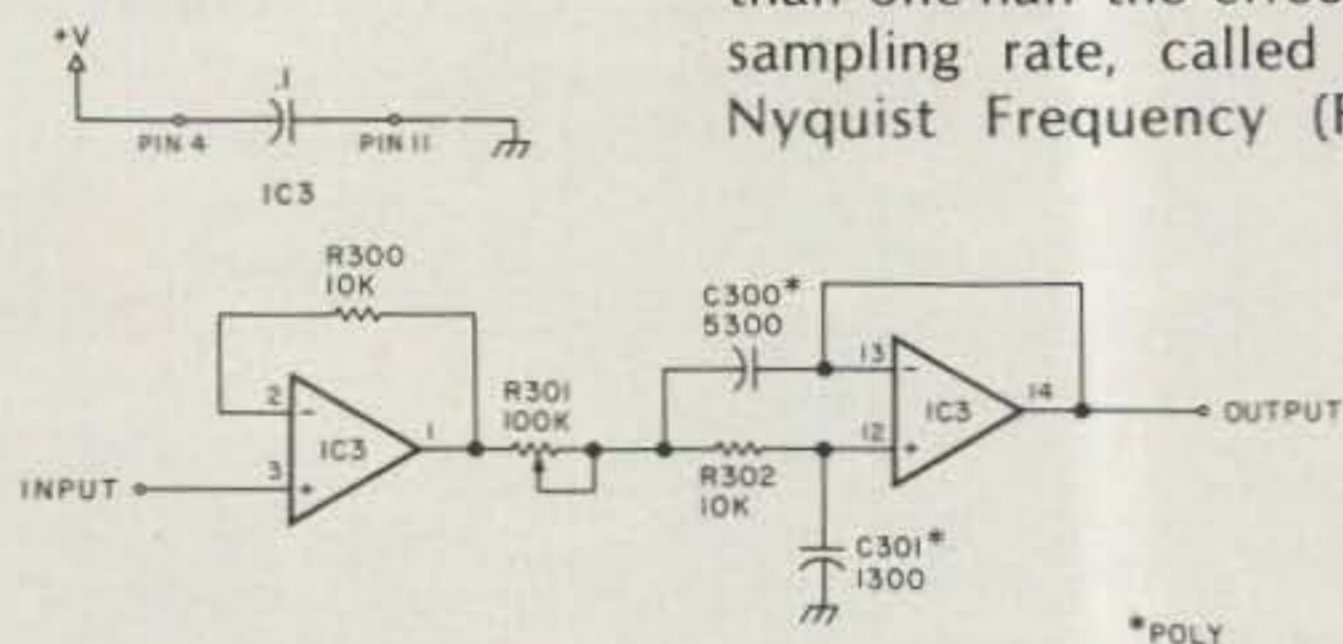 than one-half the effec
sampling rate, called
Nyquist Frequency (F
+V
.1
PIN 4
PIN 11
IC3
R300
10K
C300*
5300
2
-
IC3
1
3
+
INPUT
R301
100K
R302
10K
13
-
IC3
14
12
+
OUTPUT
C301*
1300
*POLY